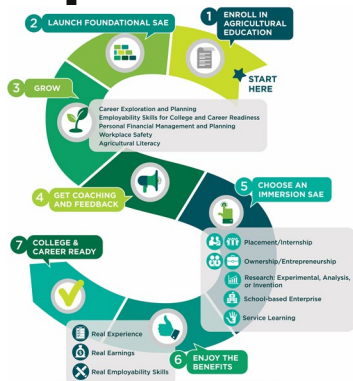 1 ENROLL IN
AGRICULTURAL
EDUCATION
START
HERE
2 LAUNCH FOUNDATIONAL SAE
3 GROW
Career Exploration and Planning
Employability Skills for College and Career Readiness
Personal Financial Management and Planning
Workplace Safety
Agricultural Literacy
4 GET COACHING
AND FEEDBACK
5 CHOOSE AN
IMMERSION SAE
Placement/Internship
Ownership/Entrepreneurship
Research: Experimental, Analysis,
or Invention
School-based Enterprise
Service Learning
6 ENJOY THE
BENEFITS
Real Experience
Real Earnings
Real Employability Skills
7 COLLEGE &
CAREER READY